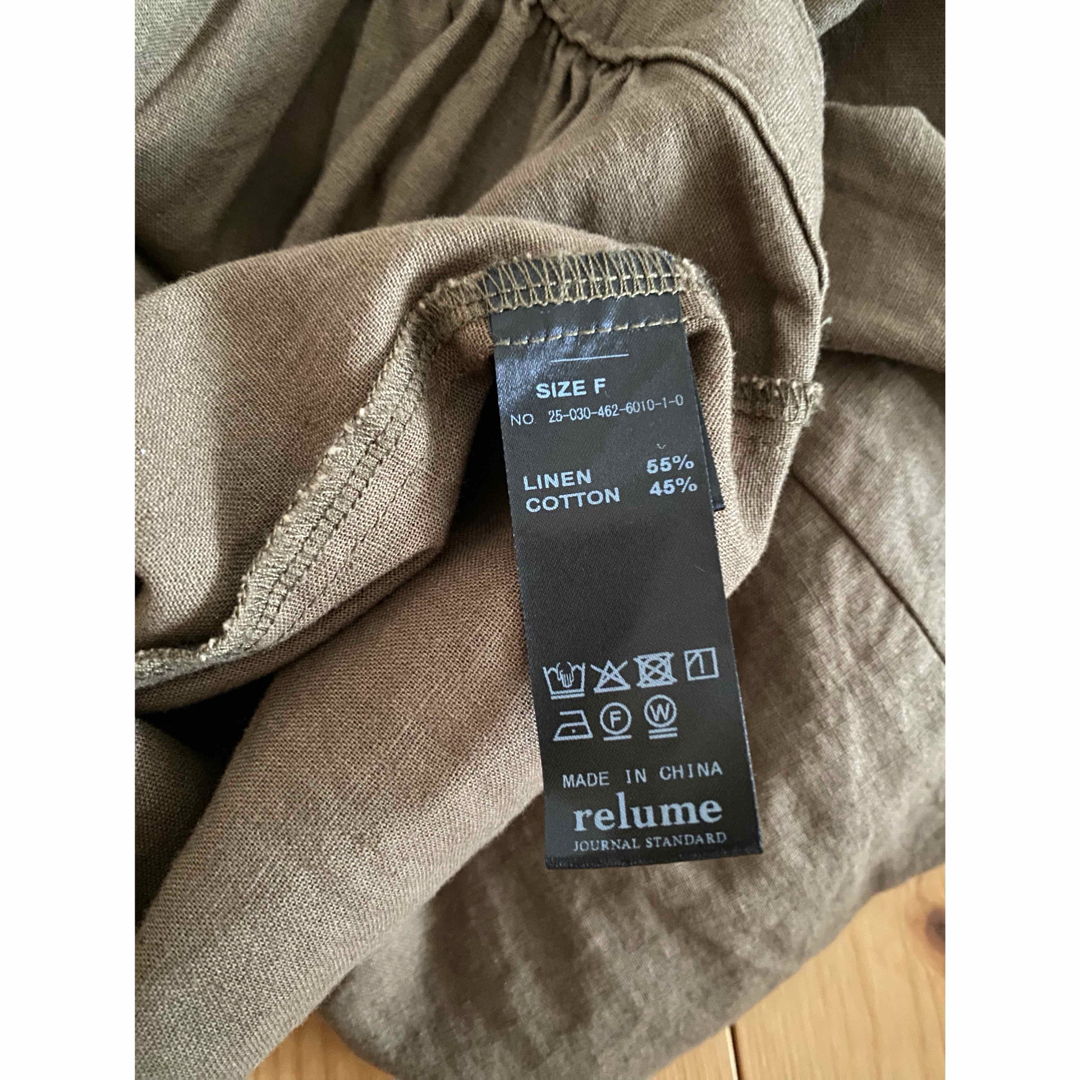 SIZE F
NO 25-030-462-6010-1-0
LINEN 55%
COTTON 45%
F W
MADE IN CHINA
relume
JOURNAL STANDARD